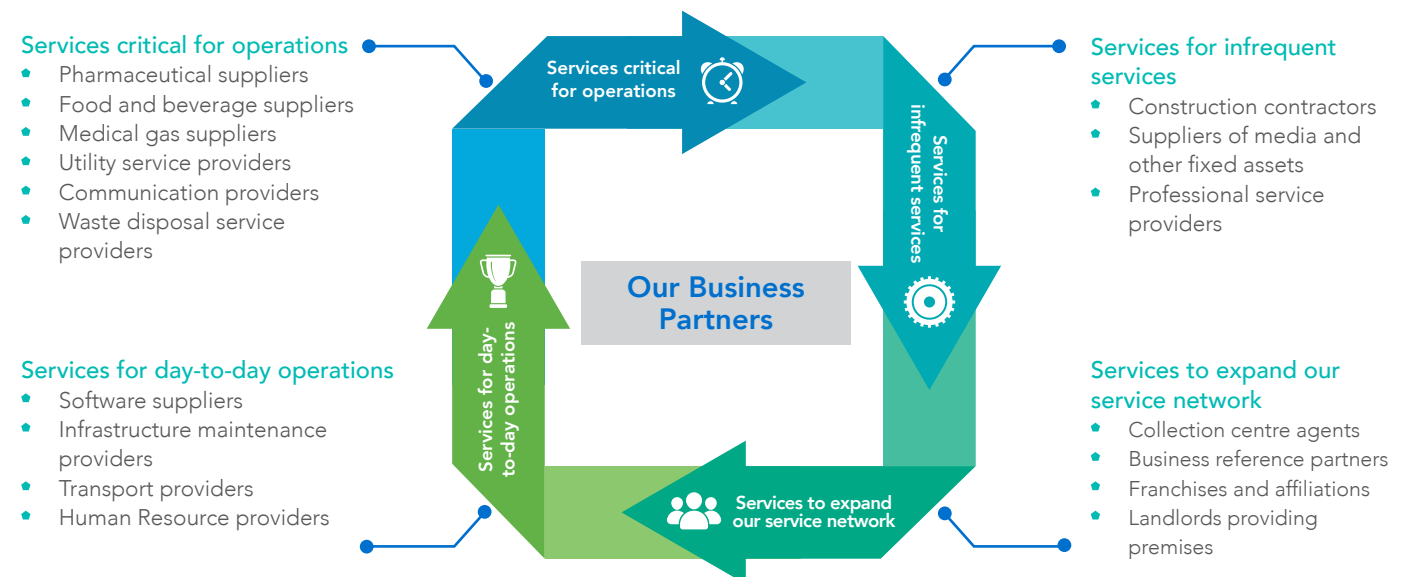 Services critical for operations
Pharmaceutical suppliers
Food and beverage suppliers
Medical gas suppliers
Utility service providers
Communication providers
Waste disposal service
providers
Services critical
for operations
Services for infrequent
services
Construction contractors
Suppliers of media and
other fixed assets
Professional service
providers
Services for
infrequent services
Our Business
Partners
Services for day-to-day operations
Software suppliers
Infrastructure maintenance
providers
Transport providers
Human Resource providers
Services for day-
to-day operations
Services to expand
our service network
Services to expand our
service network
Collection centre agents
Business reference partners
Franchises and affiliations
Landlords providing
premises